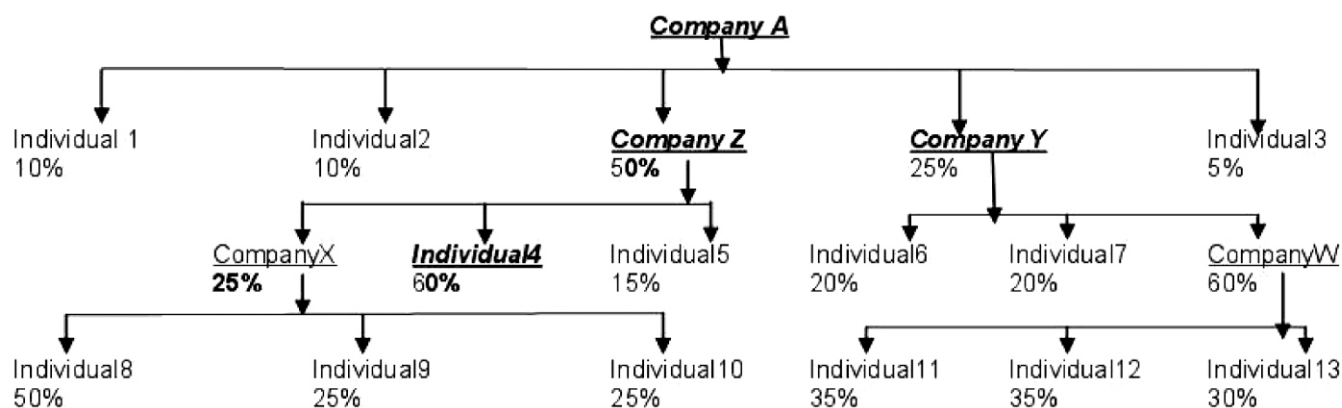 Company A
Individual 1 Individual2 Company Z Company Y Individual3
10% 10% 50% 25% 5%
CompanyX Individual4 Individual5 Individual6 Individual7 CompanyW
25% 60% 15% 20% 20% 60%
Individual8 Individual9 Individual10 Individual11 Individual12 Individual13
50% 25% 25% 35% 35% 30%